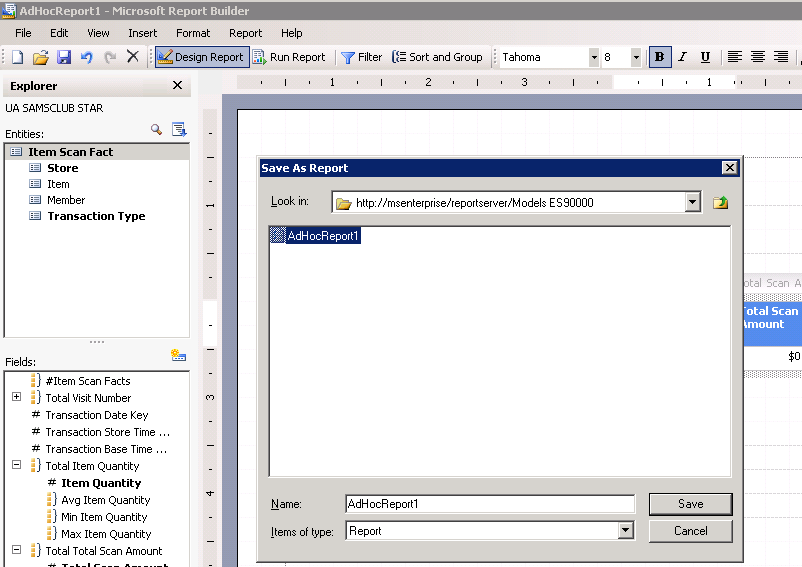 AdHocReport1 - Microsoft Report Builder
File Edit View Insert Format Report Help
Design Report Run Report Filter Sort and Group Tahoma 8 B I U
Explorer
1 2 3 1
UA SAMSCLUB STAR
Entities:
Item Scan Fact
Store
Item
Member
Transaction Type
Fields:
#Item Scan Facts
Total Visit Number
# Transaction Date Key
# Transaction Store Time ...
# Transaction Base Time ...
Total Item Quantity
# Item Quantity
Avg Item Quantity
Min Item Quantity
Max Item Quantity
Total Total Scan Amount
# Total Scan Amount
1
3
4
Save As Report
Look in: http://msenterprise/reportserver/Models ES90000
AdHocReport1
Name: AdHocReport1 Save
Items of type: Report Cancel
otal Scan A
Total Scan
Amount
$0